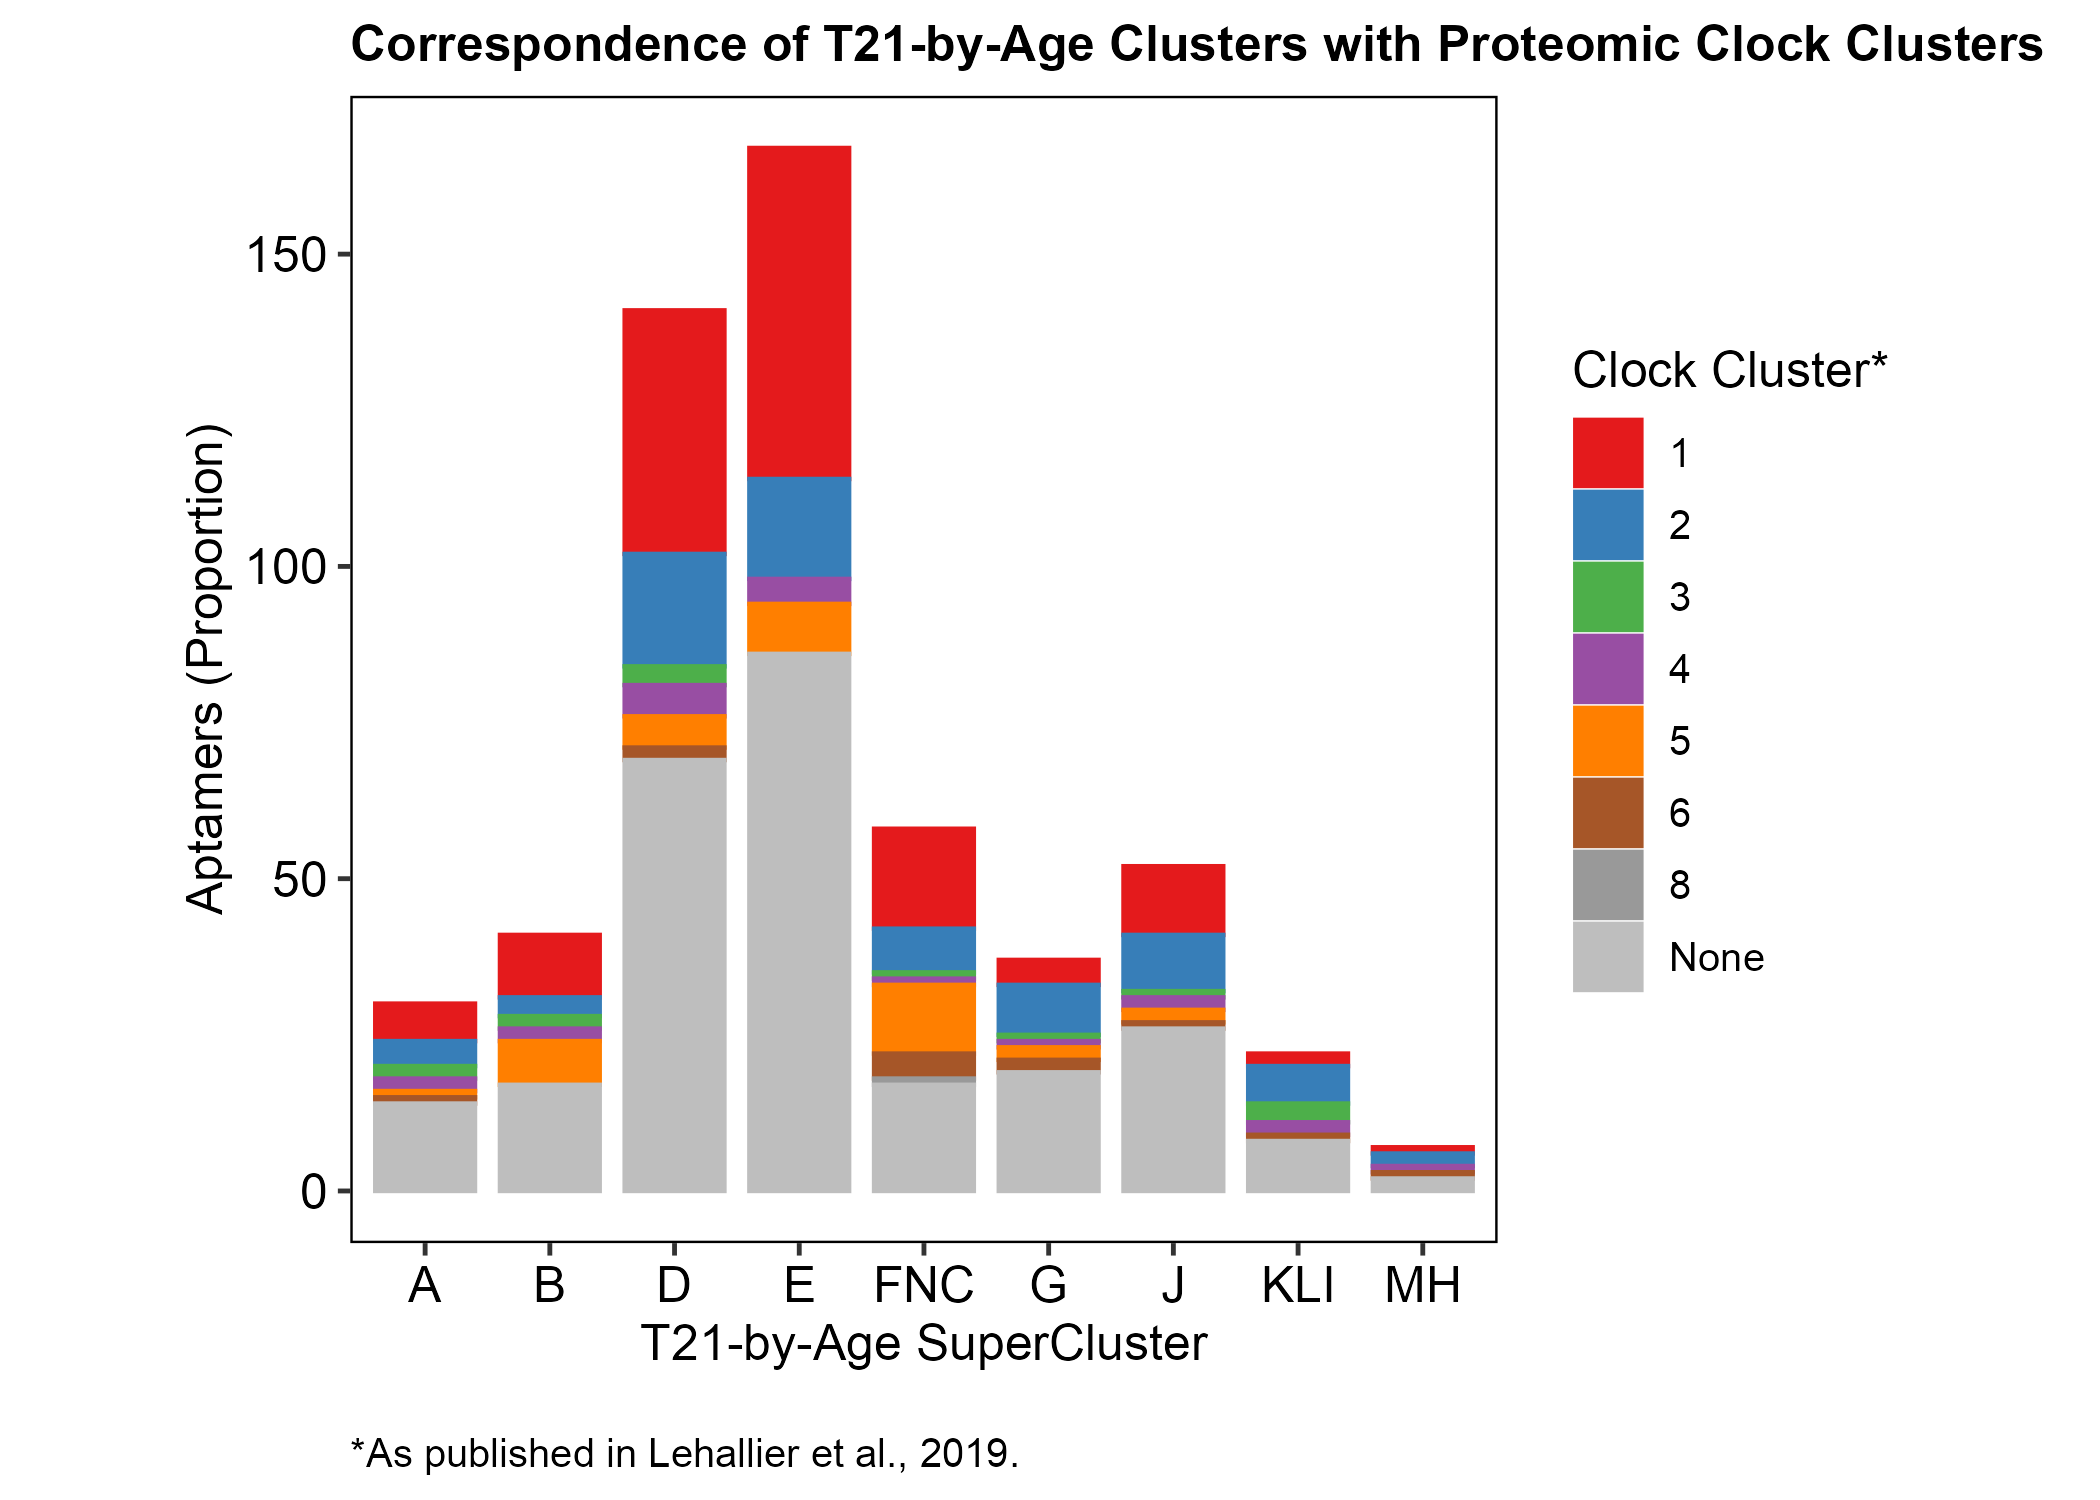 Correspondence of T21-by-Age Clusters with Proteomic Clock Clusters
Aptamers (Proportion)
150
100
50
0
A B D E FNC G J KLI MH
T21-by-Age SuperCluster
Clock Cluster*
1
2
3
4
5
6
8
None
*As published in Lehallier et al., 2019.